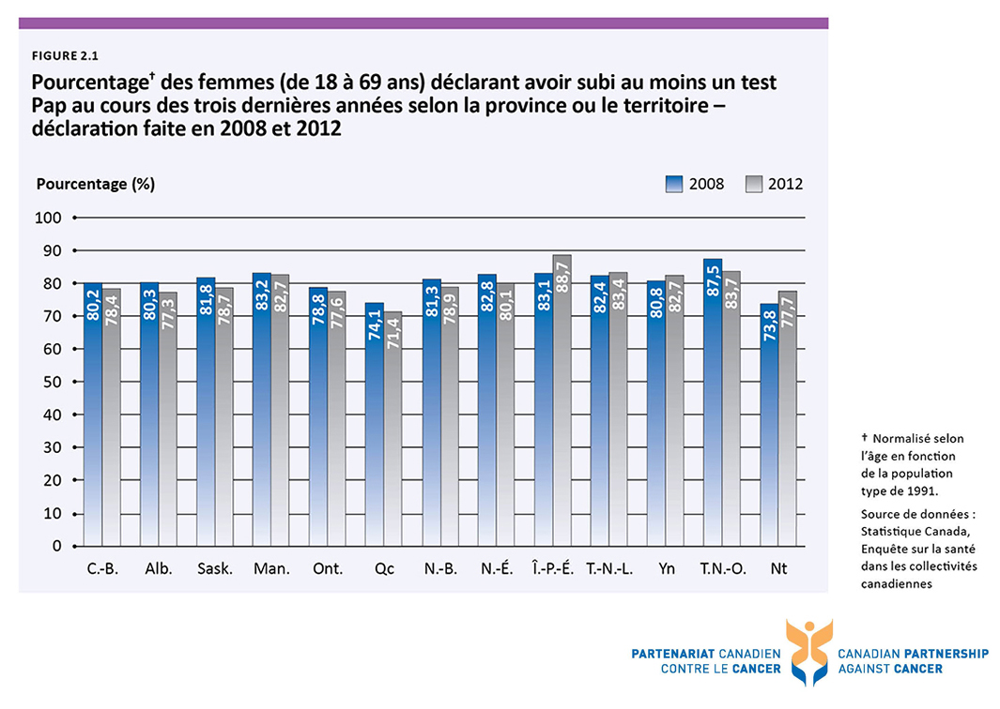 FIGURE 2.1
Pourcentage† des femmes (de 18 à 69 ans) déclarant avoir subi au moins un test
Pap au cours des trois dernières années selon la province ou le territoire –
déclaration faite en 2008 et 2012
Pourcentage (%)
2008 2012
100
90
80
70
60
50
40
30
20
10
0
80,2 78,4 80,3 77,3 81,8 78,7 83,2 82,7 78,8 77,6 74,1 71,4 81,3 78,9 82,8 80,1 83,1 88,7 82,4 83,4 80,8 82,7 87,5 83,7 73,8 77,7
C.-B. Alb. Sask. Man. Ont. Qc N.-B. N.-É. Î.-P.-É. T.-N.-L. Yn T.N.-O. Nt
† Normalisé selon
l’âge en fonction
de la population
type de 1991.
Source de données :
Statistique Canada,
Enquête sur la santé
dans les collectivités
canadiennes
PARTENARIAT CANADIEN
CONTRE LE CANCER
CANADIAN PARTNERSHIP
AGAINST CANCER